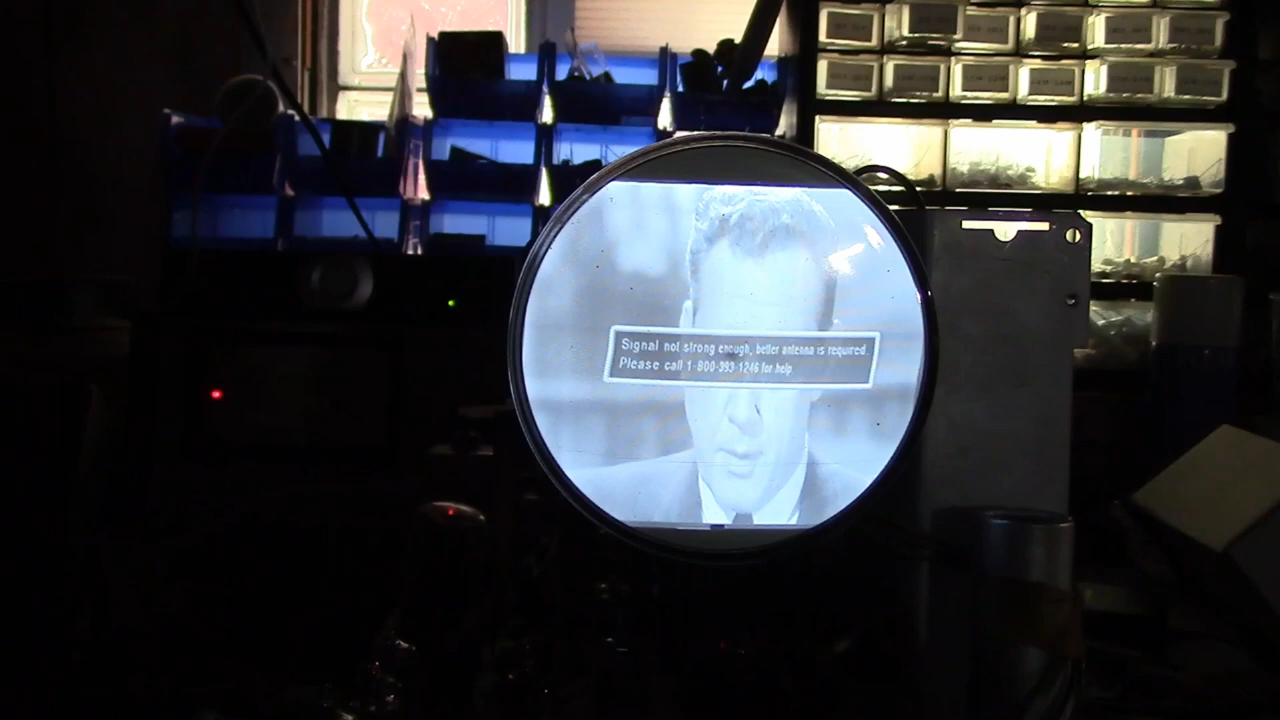 Signal not strong enough, better antenna is required.
Please call 1-800-393-1246 for help.